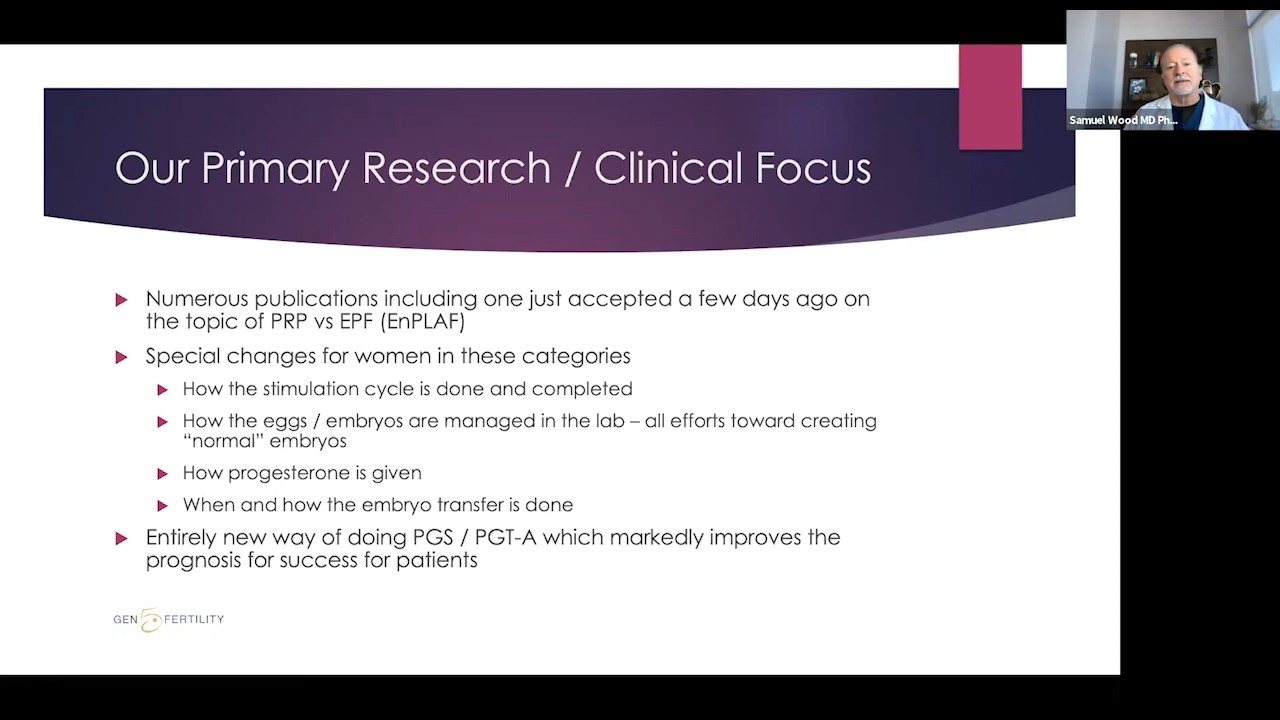 Samuel Wood MD Ph...
Our Primary Research / Clinical Focus
Numerous publications including one just accepted a few days ago on
the topic of PRP vs EPF (EnPLAF)
Special changes for women in these categories
How the stimulation cycle is done and completed
How the eggs / embryos are managed in the lab – all efforts toward creating
“normal” embryos
How progesterone is given
When and how the embryo transfer is done
Entirely new way of doing PGS / PGT-A which markedly improves the
prognosis for success for patients
GEN 5 FERTILITY